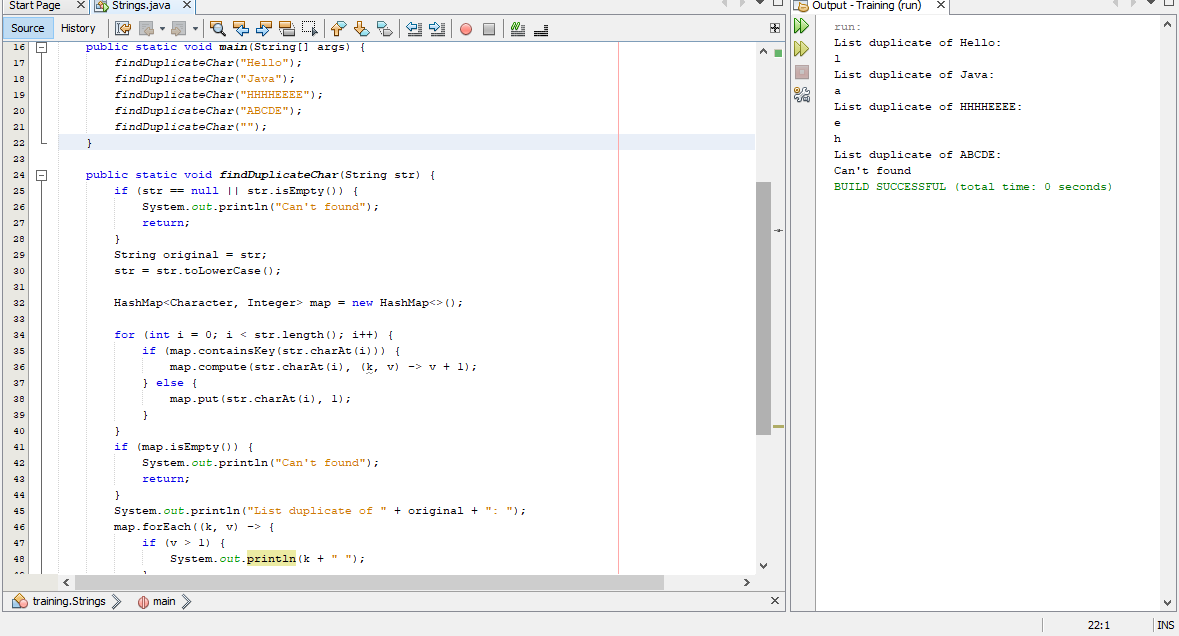 Start Page
Strings.java
Source History
16 public static void main(String[] args) {
17 findDuplicateChar("Hello");
18 findDuplicateChar("Java");
19 findDuplicateChar("HHHHEEEE");
20 findDuplicateChar("ABCDE");
21 findDuplicateChar("");
22 }
23
24 public static void findDuplicateChar(String str) {
25 if (str == null || str.isEmpty()) {
26 System.out.println("Can't found");
27 return;
28 }
29 String original = str;
30 str = str.toLowerCase();
31
32 HashMap<Character, Integer> map = new HashMap<>();
33
34 for (int i = 0; i < str.length(); i++) {
35 if (map.containsKey(str.charAt(i))) {
36 map.compute(str.charAt(i), (k, v) -> v + 1);
37 } else {
38 map.put(str.charAt(i), 1);
39 }
40 }
41 if (map.isEmpty()) {
42 System.out.println("Can't found");
43 return;
44 }
45 System.out.println("List duplicate of " + original + ": ");
46 map.forEach((k, v) -> {
47 if (v > 1) {
48 System.out.println(k + " ");
training.Strings
main
Output - Training (run)
run:
List duplicate of Hello:
l
List duplicate of Java:
a
List duplicate of HHHHEEEE:
e
h
List duplicate of ABCDE:
Can't found
BUILD SUCCESSFUL (total time: 0 seconds)
22:1
INS